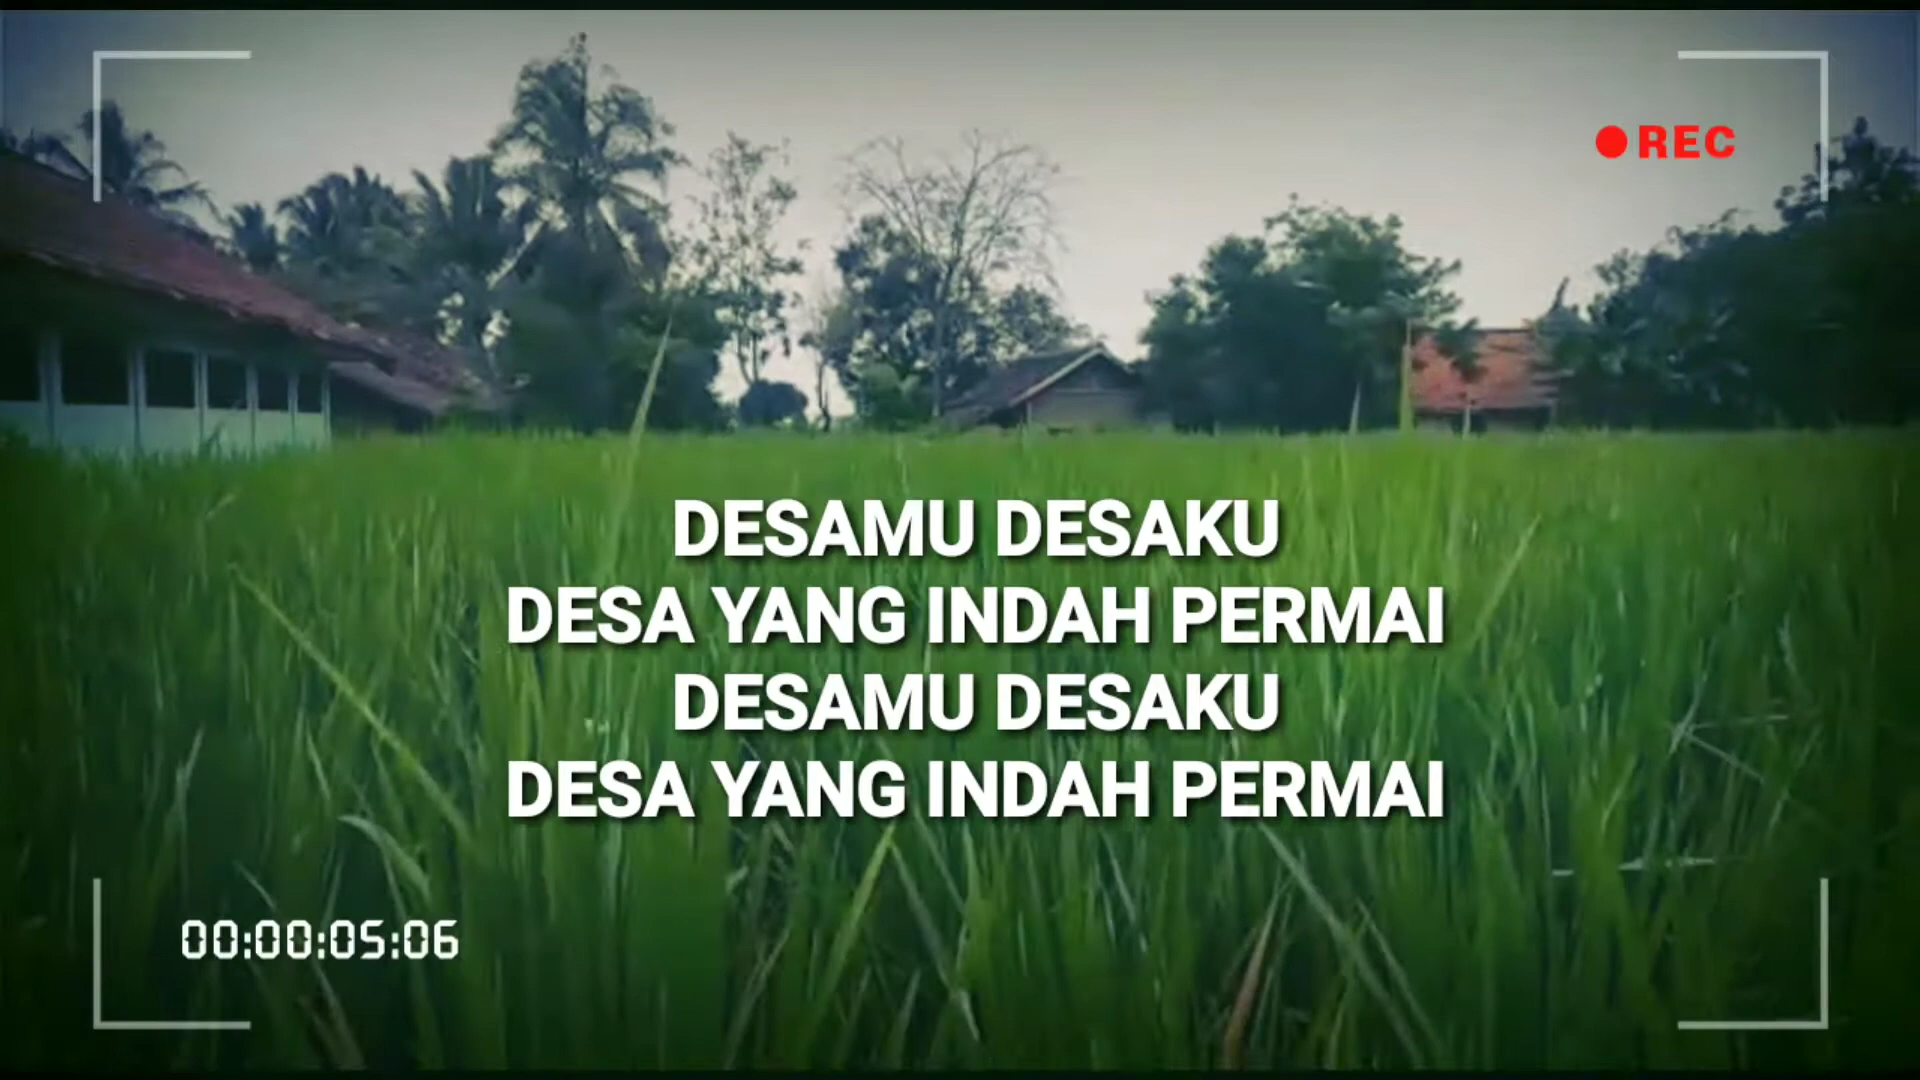 REC
DESAMU DESAKU
DESA YANG INDAH PERMAI
DESAMU DESAKU
DESA YANG INDAH PERMAI
00:00:05:06